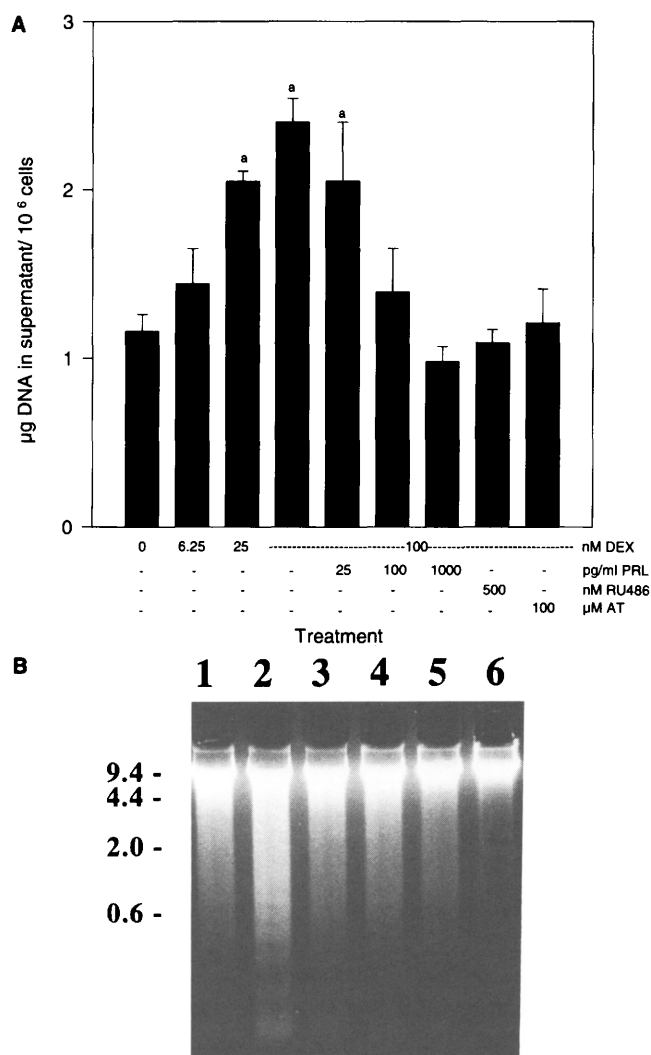 A
3
2
1
0
µg DNA in supernatant/ 10 6 cells
a
a
a
0 6.25 25 ---100--- nM DEX
- - - - 25 100 1000 - - pg/ml PRL
- - - - - - - 500 - nM RU486
- - - - - - - - 100 µM AT
Treatment
B
1 2 3 4 5 6
9.4 -
4.4 -
2.0 -
0.6 -